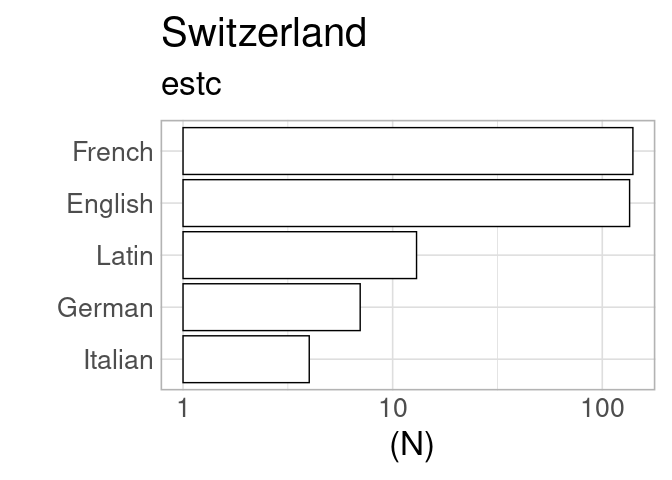 Switzerland
estc
French
English
Latin
German
Italian
1 10 100
(N)